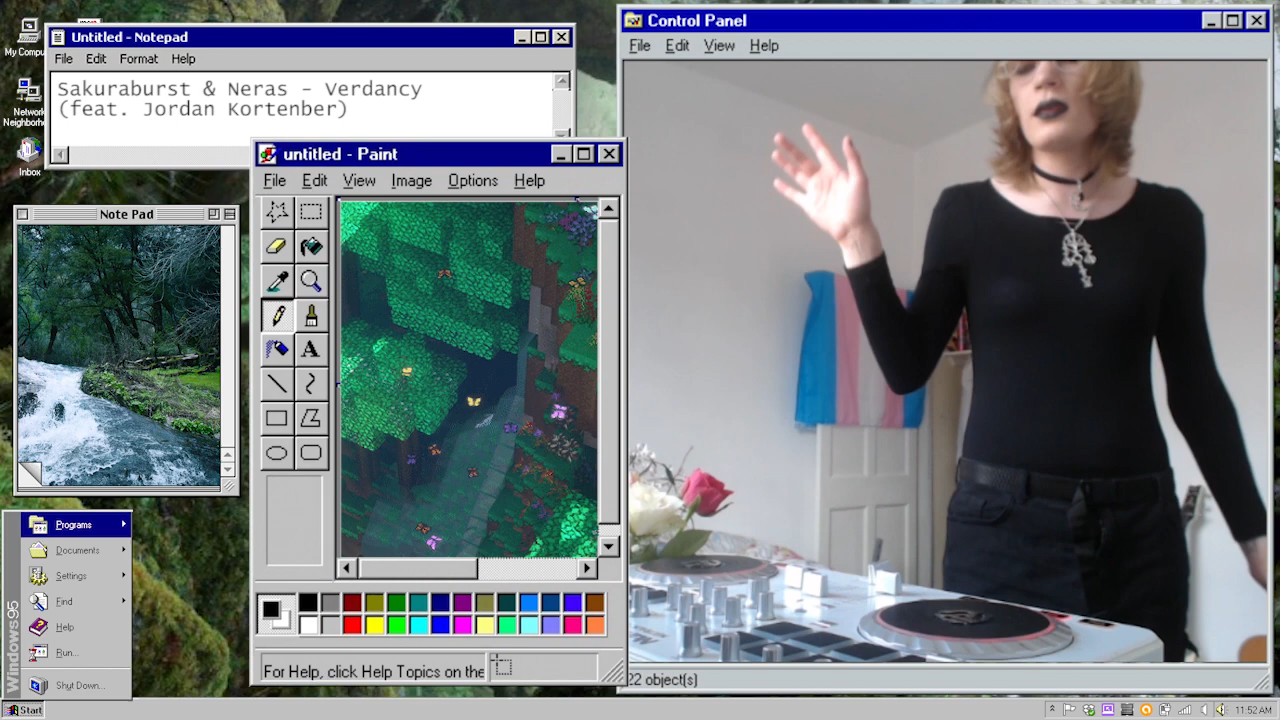 My Compu
Network
Neighborho
Inbox
Untitled - Notepad
File Edit Format Help
Sakuraburst & Neras - Verdancy
(feat. Jordan Kortenber)
untitled - Paint
File Edit View Image Options Help
A
For Help, click Help Topics on the
Note Pad
Control Panel
File Edit View Help
22 object(s)
Programs
Documents
Settings
Find
Help
Run...
Shut Down...
Windows95
Start
11:52 AM